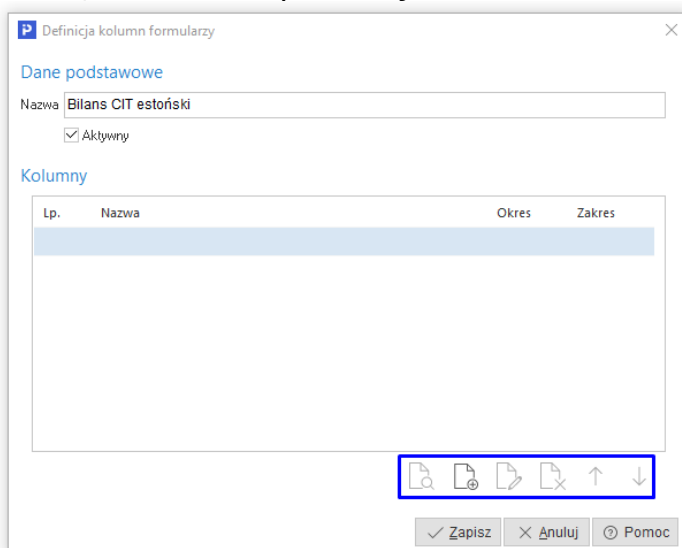 Definicja kolumn formularzy
Dane podstawowe
Nazwa Bilans CIT estoński
Aktywny
Kolumny
Lp. Nazwa Okres Zakres
Zapisz Anuluj Pomoc